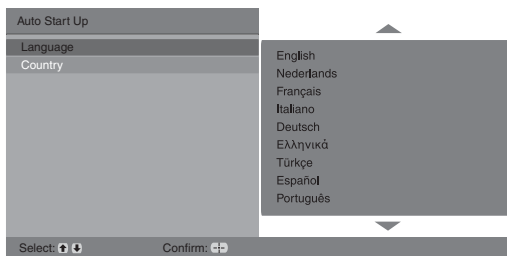 Auto Start Up
Language
Country
English
Nederlands
Français
Italiano
Deutsch
Ελληνικά
Türkçe
Español
Português
Select:
Confirm: